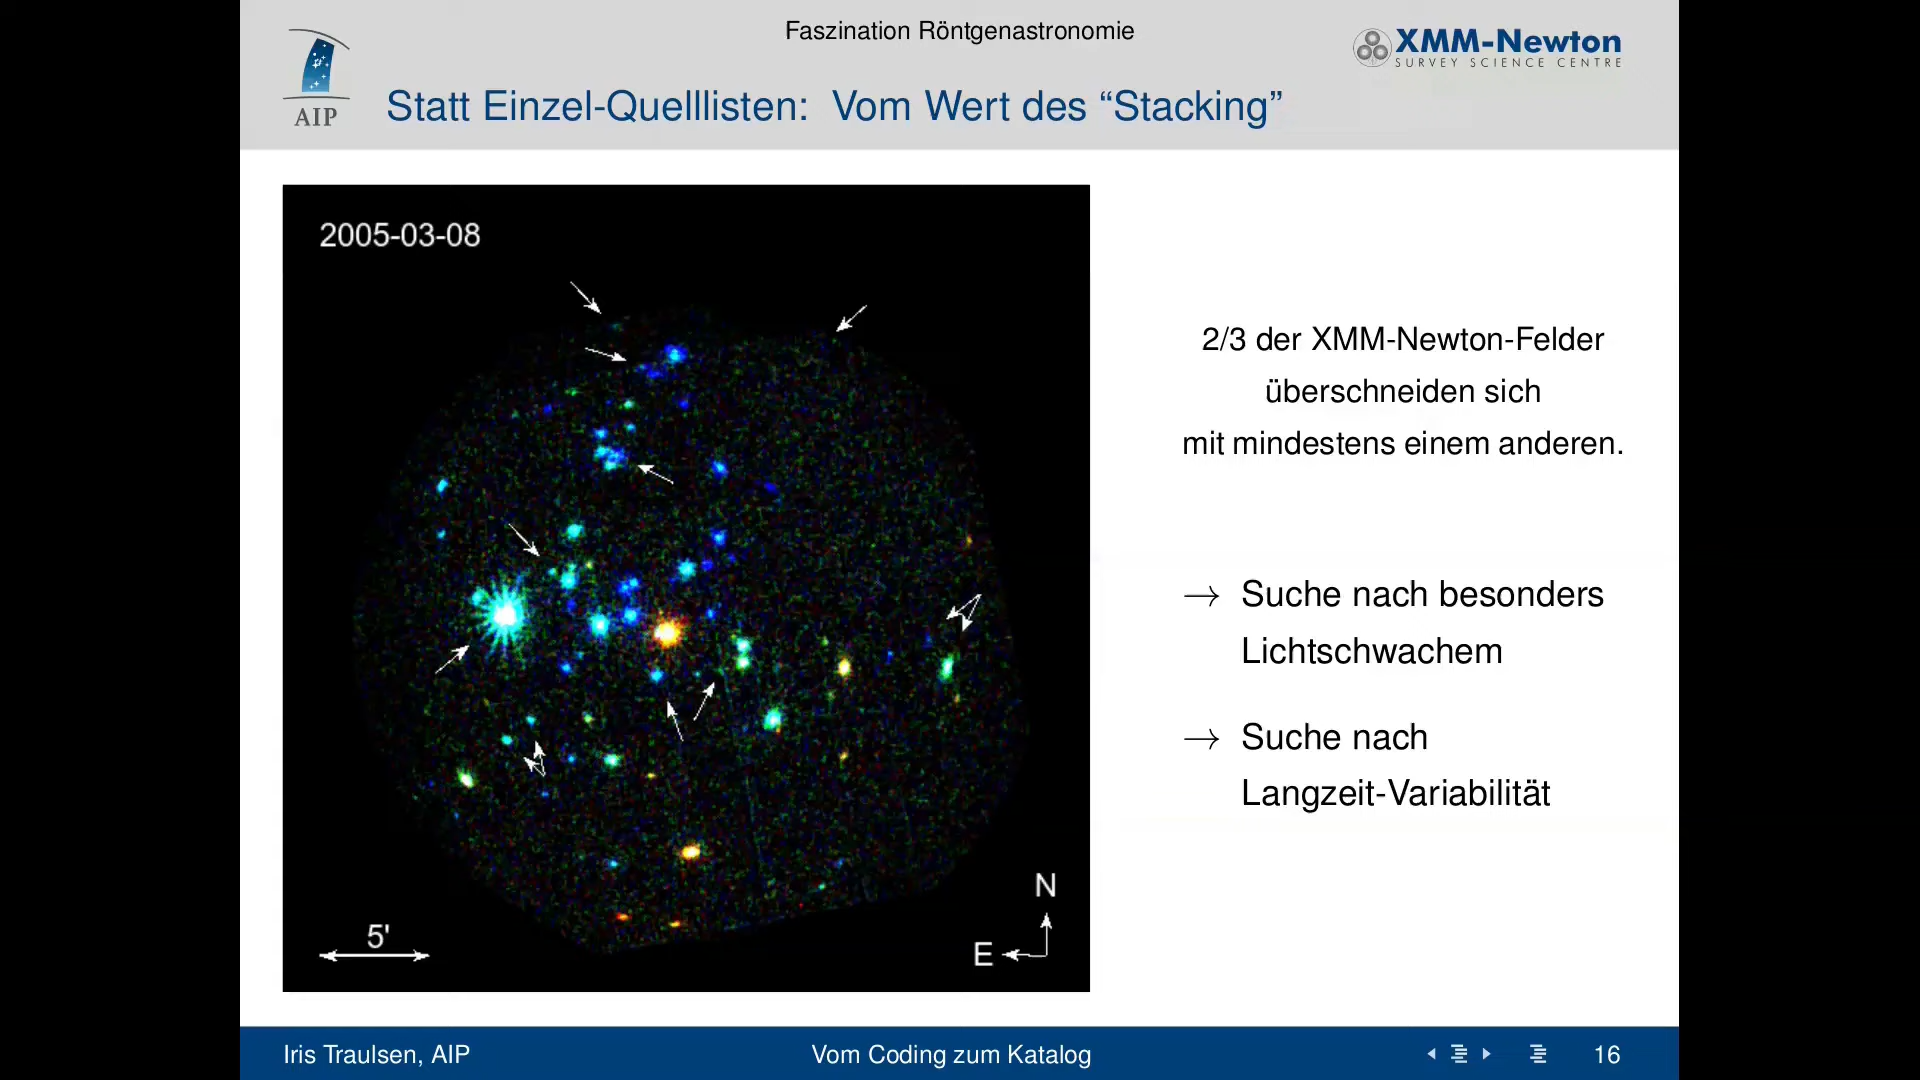 Faszination Röntgenastronomie
AIP
XMM-Newton
SURVEY SCIENCE CENTRE
Statt Einzel-Quelllisten: Vom Wert des “Stacking”
2005-03-08
5'
N
E
2/3 der XMM-Newton-Felder
überschneiden sich
mit mindestens einem anderen.
→ Suche nach besonders
Lichtschwachem
→ Suche nach
Langzeit-Variabilität
Iris Traulsen, AIP
Vom Coding zum Katalog
16